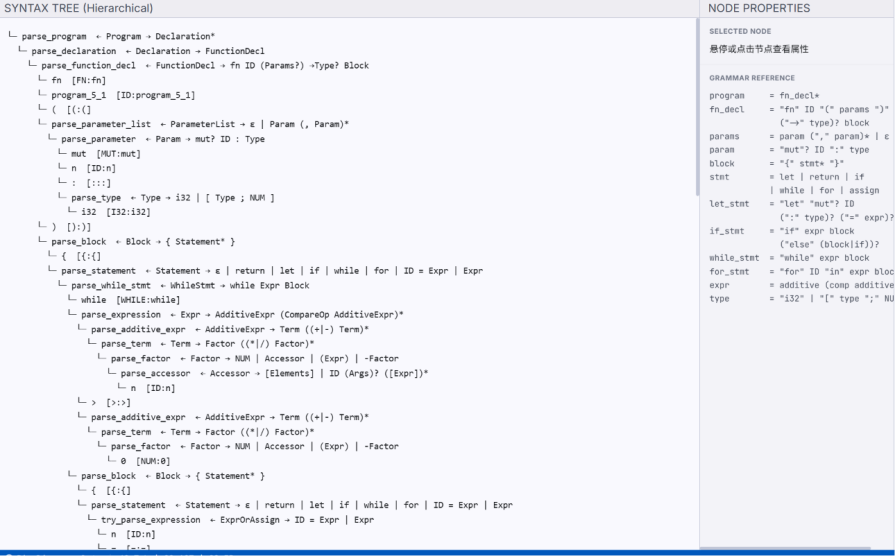 SYNTAX TREE (Hierarchical)
└─ parse_program ← Program → Declaration*
└─ parse_declaration ← Declaration → FunctionDecl
└─ parse_function_decl ← FunctionDecl → fn ID (Params?) →Type? Block
└─ fn [FN:fn]
└─ program_5_1 [ID:program_5_1]
└─ ( [(:(]
└─ parse_parameter_list ← ParameterList → ε | Param (, Param)*
└─ parse_parameter ← Param → mut? ID : Type
└─ mut [MUT:mut]
└─ n [ID:n]
└─ : [:::]
└─ parse_type ← Type → i32 | [ Type ; NUM ]
└─ i32 [I32:i32]
└─ ) [):)]
└─ parse_block ← Block → { Statement* }
└─ { [{:{]
└─ parse_statement ← Statement → ε | return | let | if | while | for | ID = Expr | Expr
└─ parse_while_stmt ← WhileStmt → while Expr Block
└─ while [WHILE:while]
└─ parse_expression ← Expr → AdditiveExpr (CompareOp AdditiveExpr)*
└─ parse_additive_expr ← AdditiveExpr → Term ((+|-) Term)*
└─ parse_term ← Term → Factor ((*|/) Factor)*
└─ parse_factor ← Factor → NUM | Accessor | (Expr) | -Factor
└─ parse_accessor ← Accessor → [Elements] | ID (Args)? ([Expr])*
└─ n [ID:n]
└─ > [>:>]
└─ parse_additive_expr ← AdditiveExpr → Term ((+|-) Term)*
└─ parse_term ← Term → Factor ((*|/) Factor)*
└─ parse_factor ← Factor → NUM | Accessor | (Expr) | -Factor
└─ 0 [NUM:0]
└─ parse_block ← Block → { Statement* }
└─ { [{:{]
└─ parse_statement ← Statement → ε | return | let | if | while | for | ID = Expr | Expr
└─ try_parse_expression ← ExprOrAssign → ID = Expr | Expr
└─ n [ID:n]
NODE PROPERTIES
SELECTED NODE
悬停或点击节点查看属性
GRAMMAR REFERENCE
program = fn_decl*
fn_decl = "fn" ID "(" params ")"
("→" type)? block
params = param ("," param)* | ε
param = "mut"? ID ":" type
block = "{" stmt* "}"
stmt = let | return | if
| while | for | assign
let_stmt = "let" "mut"? ID
(":" type)? ("=" expr)?
if_stmt = "if" expr block
("else" (block|if))?
while_stmt = "while" expr block
for_stmt = "for" ID "in" expr bloc
expr = additive (comp additive
type = "i32" | "[" type ";" NU